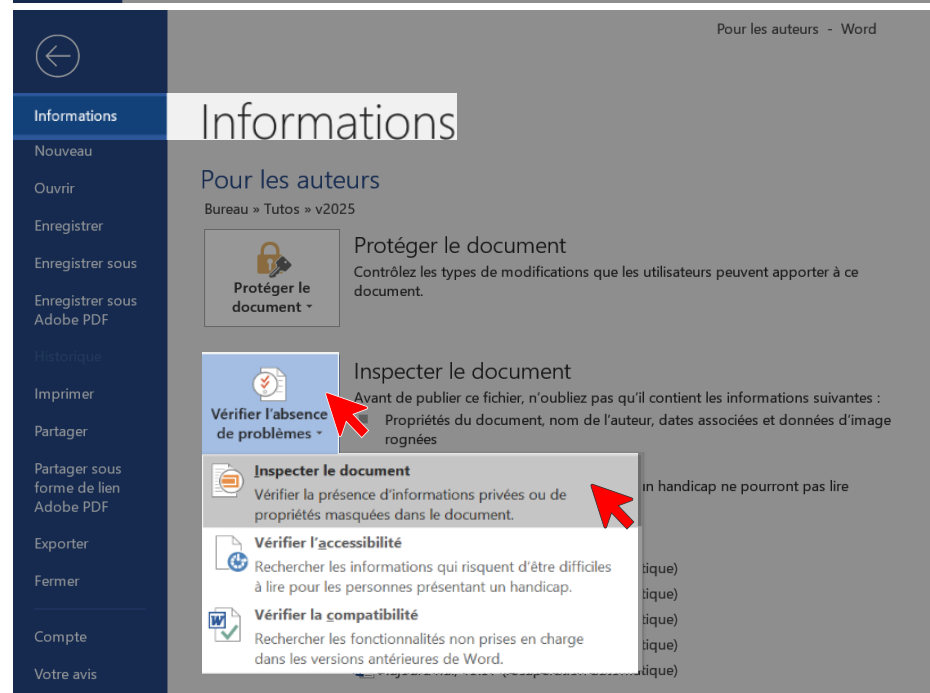 Pour les auteurs - Word
Informations
Nouveau
Ouvrir
Enregistrer
Enregistrer sous
Enregistrer sous
Adobe PDF
Historique
Imprimer
Partager
Partager sous
forme de lien
Adobe PDF
Exporter
Fermer
Compte
Votre avis
Informations
Pour les auteurs
Bureau » Tutos » v2025
Protéger le
document
Protéger le document
Contrôlez les types de modifications que les utilisateurs peuvent apporter à ce
document.
Vérifier l'absence
de problèmes
Inspecter le document
Avant de publier ce fichier, n'oubliez pas qu'il contient les informations suivantes :
Propriétés du document, nom de l'auteur, dates associées et données d'image
rognées
Inspecter le document
Vérifier la présence d'informations privées ou de
propriétés masquées dans le document.
un handicap ne pourront pas lire
Vérifier l'accessibilité
Rechercher les informations qui risquent d'être difficiles
à lire pour les personnes présentant un handicap.
Vérifier la compatibilité
Rechercher les fonctionnalités non prises en charge
dans les versions antérieures de Word.
tique)
tique)
tique)
tique)
tique)